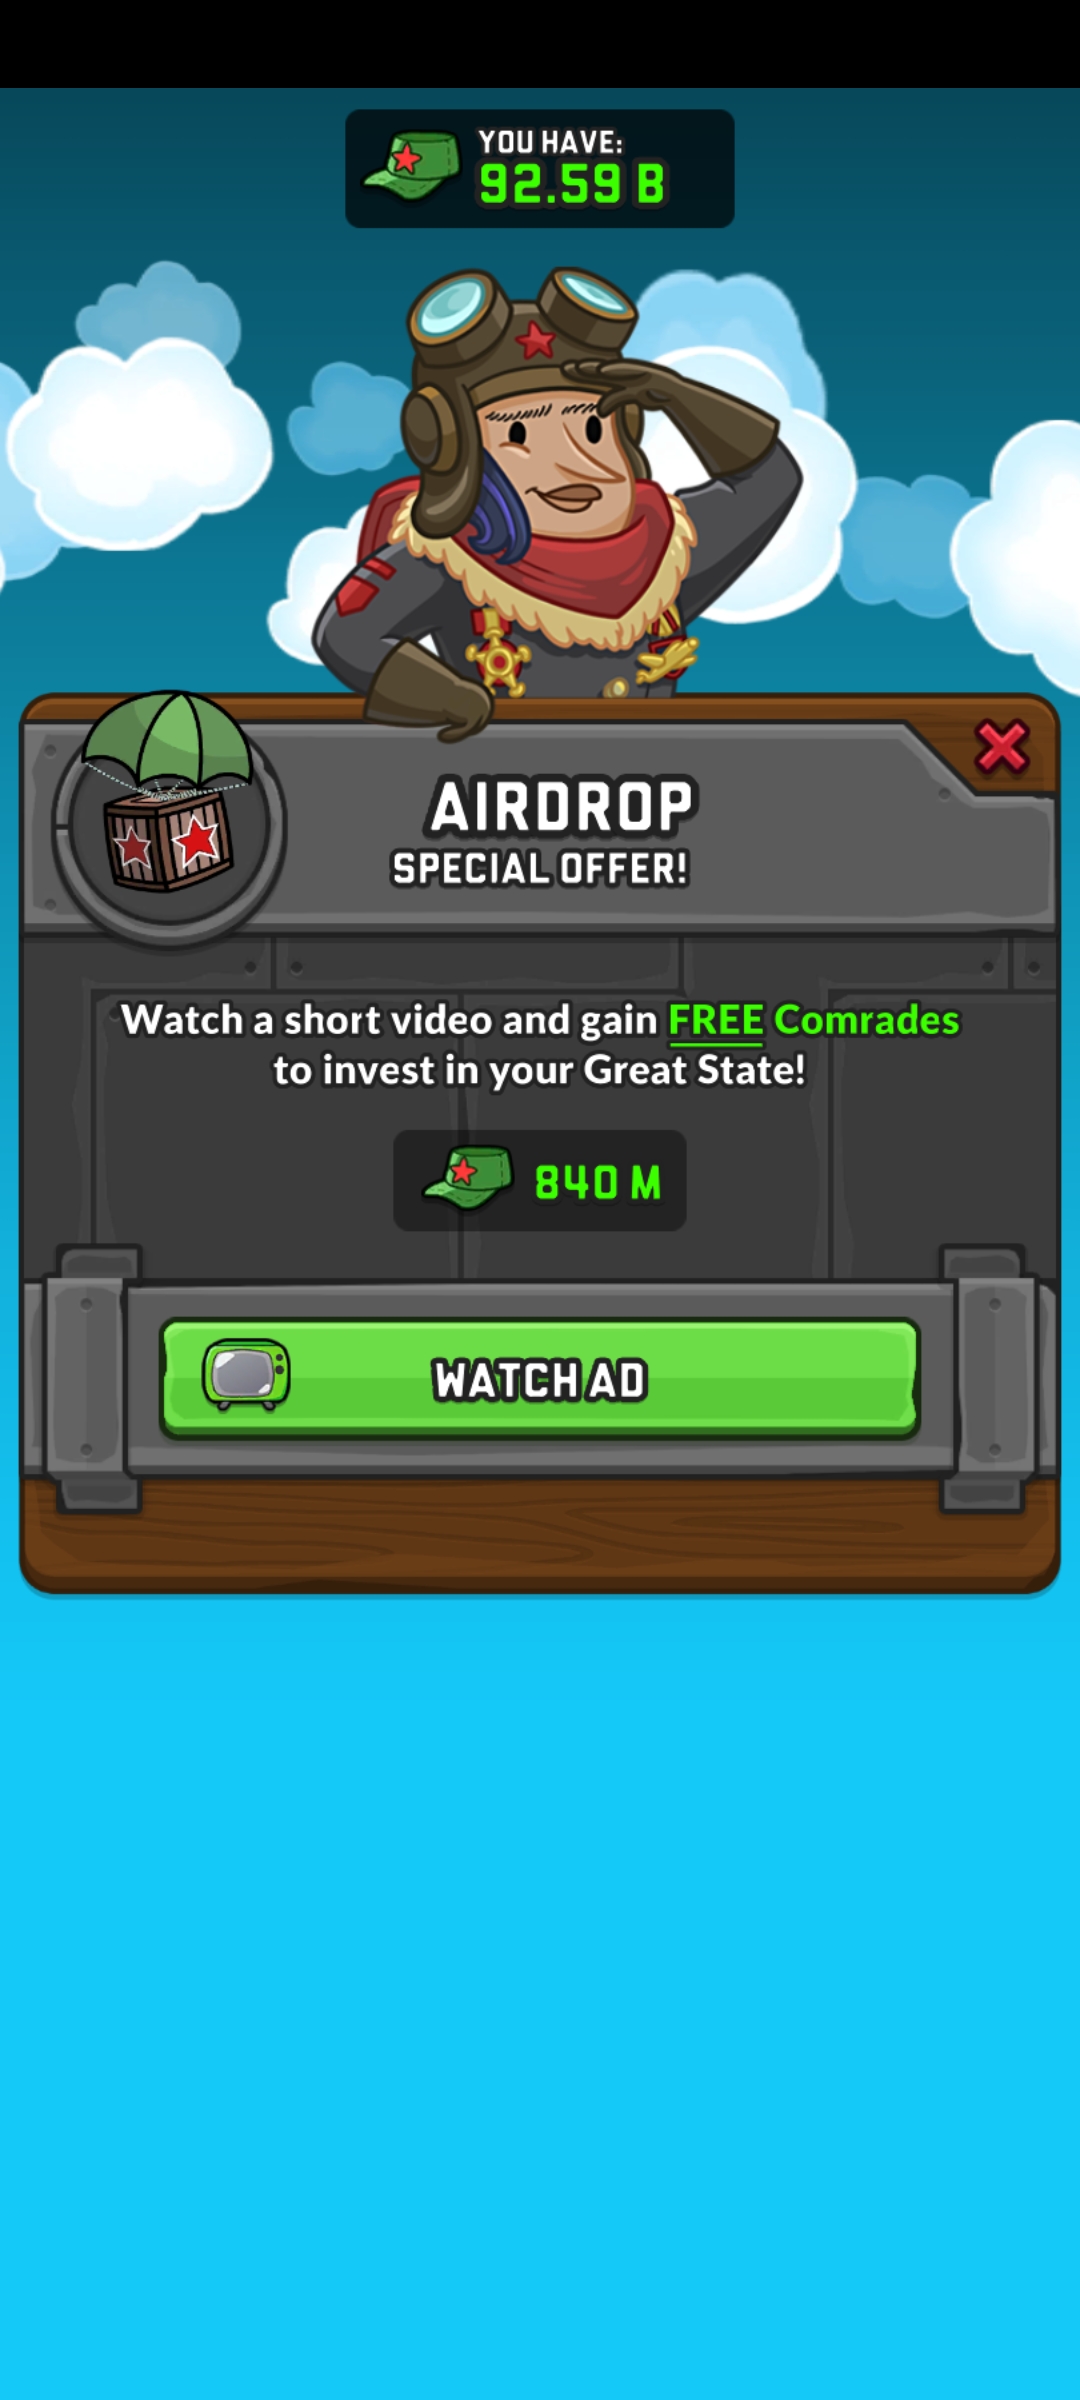 YOU HAVE:
92.59 B
AIRDROP
SPECIAL OFFER!
Watch a short video and gain FREE Comrades
to invest in your Great State!
840 M
WATCH AD